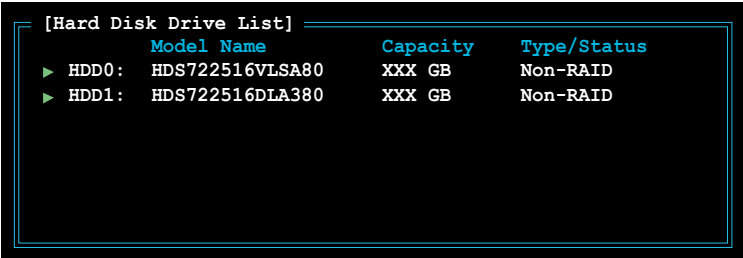 [Hard Disk Drive List]
Model Name Capacity Type/Status
HDD0: HDS722516VLSA80 XXX GB Non-RAID
HDD1: HDS722516DLA380 XXX GB Non-RAID